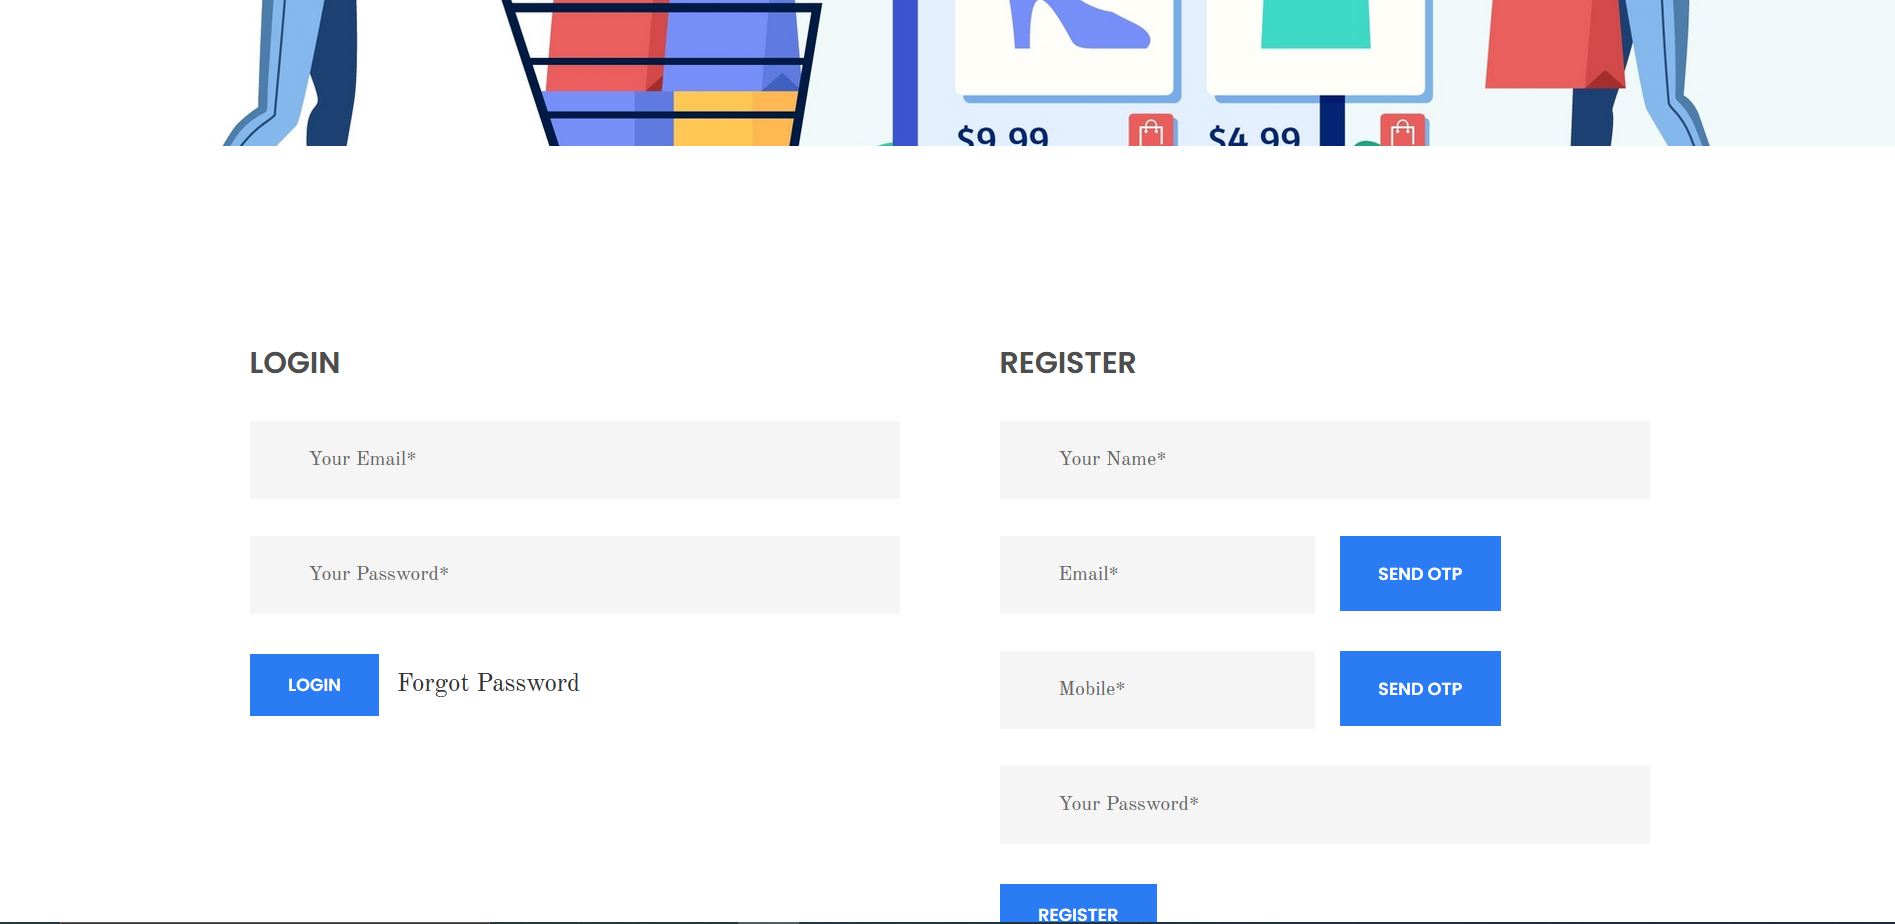 $9.99
$4.99
LOGIN
Your Email*
Your Password*
LOGIN
Forgot Password
REGISTER
Your Name*
Email*
SEND OTP
Mobile*
SEND OTP
Your Password*
REGISTER